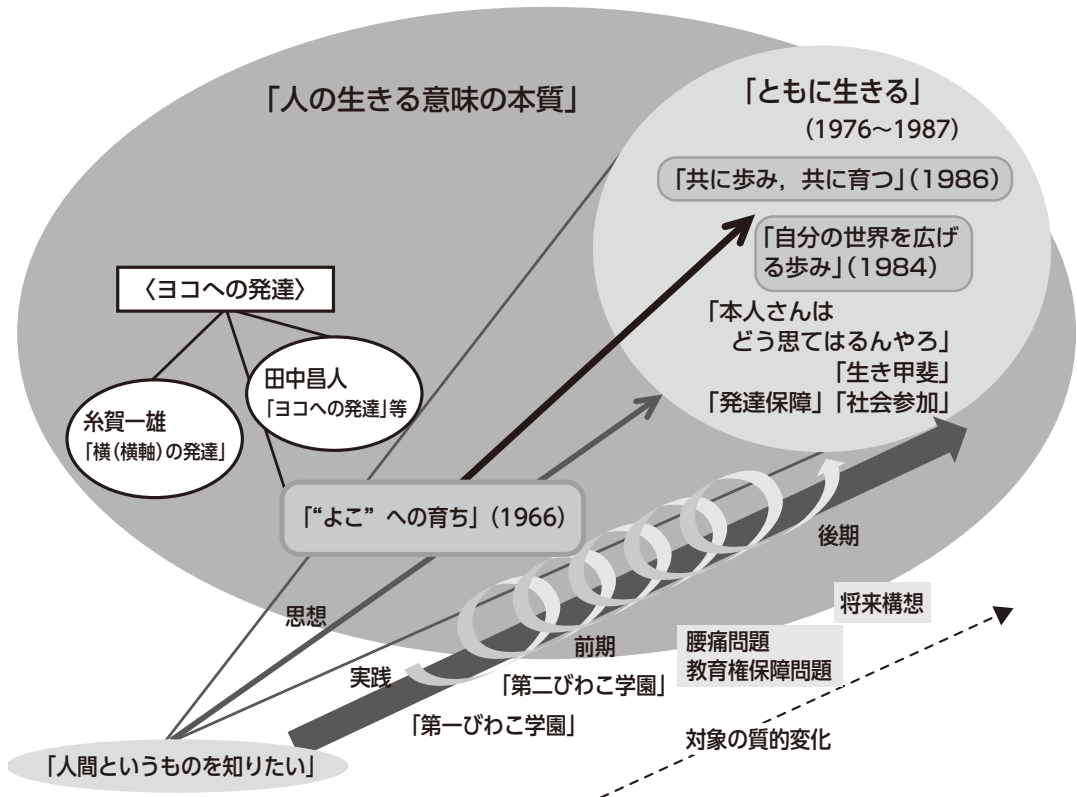 「人の生きる意味の本質」
「ともに生きる」
(1976~1987)
「共に歩み,共に育つ」(1986)
「自分の世界を広げ
る歩み」(1984)
「本人さんは
どう思てはるんやろ」
「生き甲斐」
「発達保障」「社会参加」
〈ヨコへの発達〉
田中昌人
「ヨコへの発達」等
糸賀一雄
「横(横軸)の発達」
「“よこ”への育ち」(1966)
思想
実践
前期
後期
「第二びわこ学園」
「第一びわこ学園」
将来構想
腰痛問題
教育権保障問題
対象の質的変化
「人間というものを知りたい」